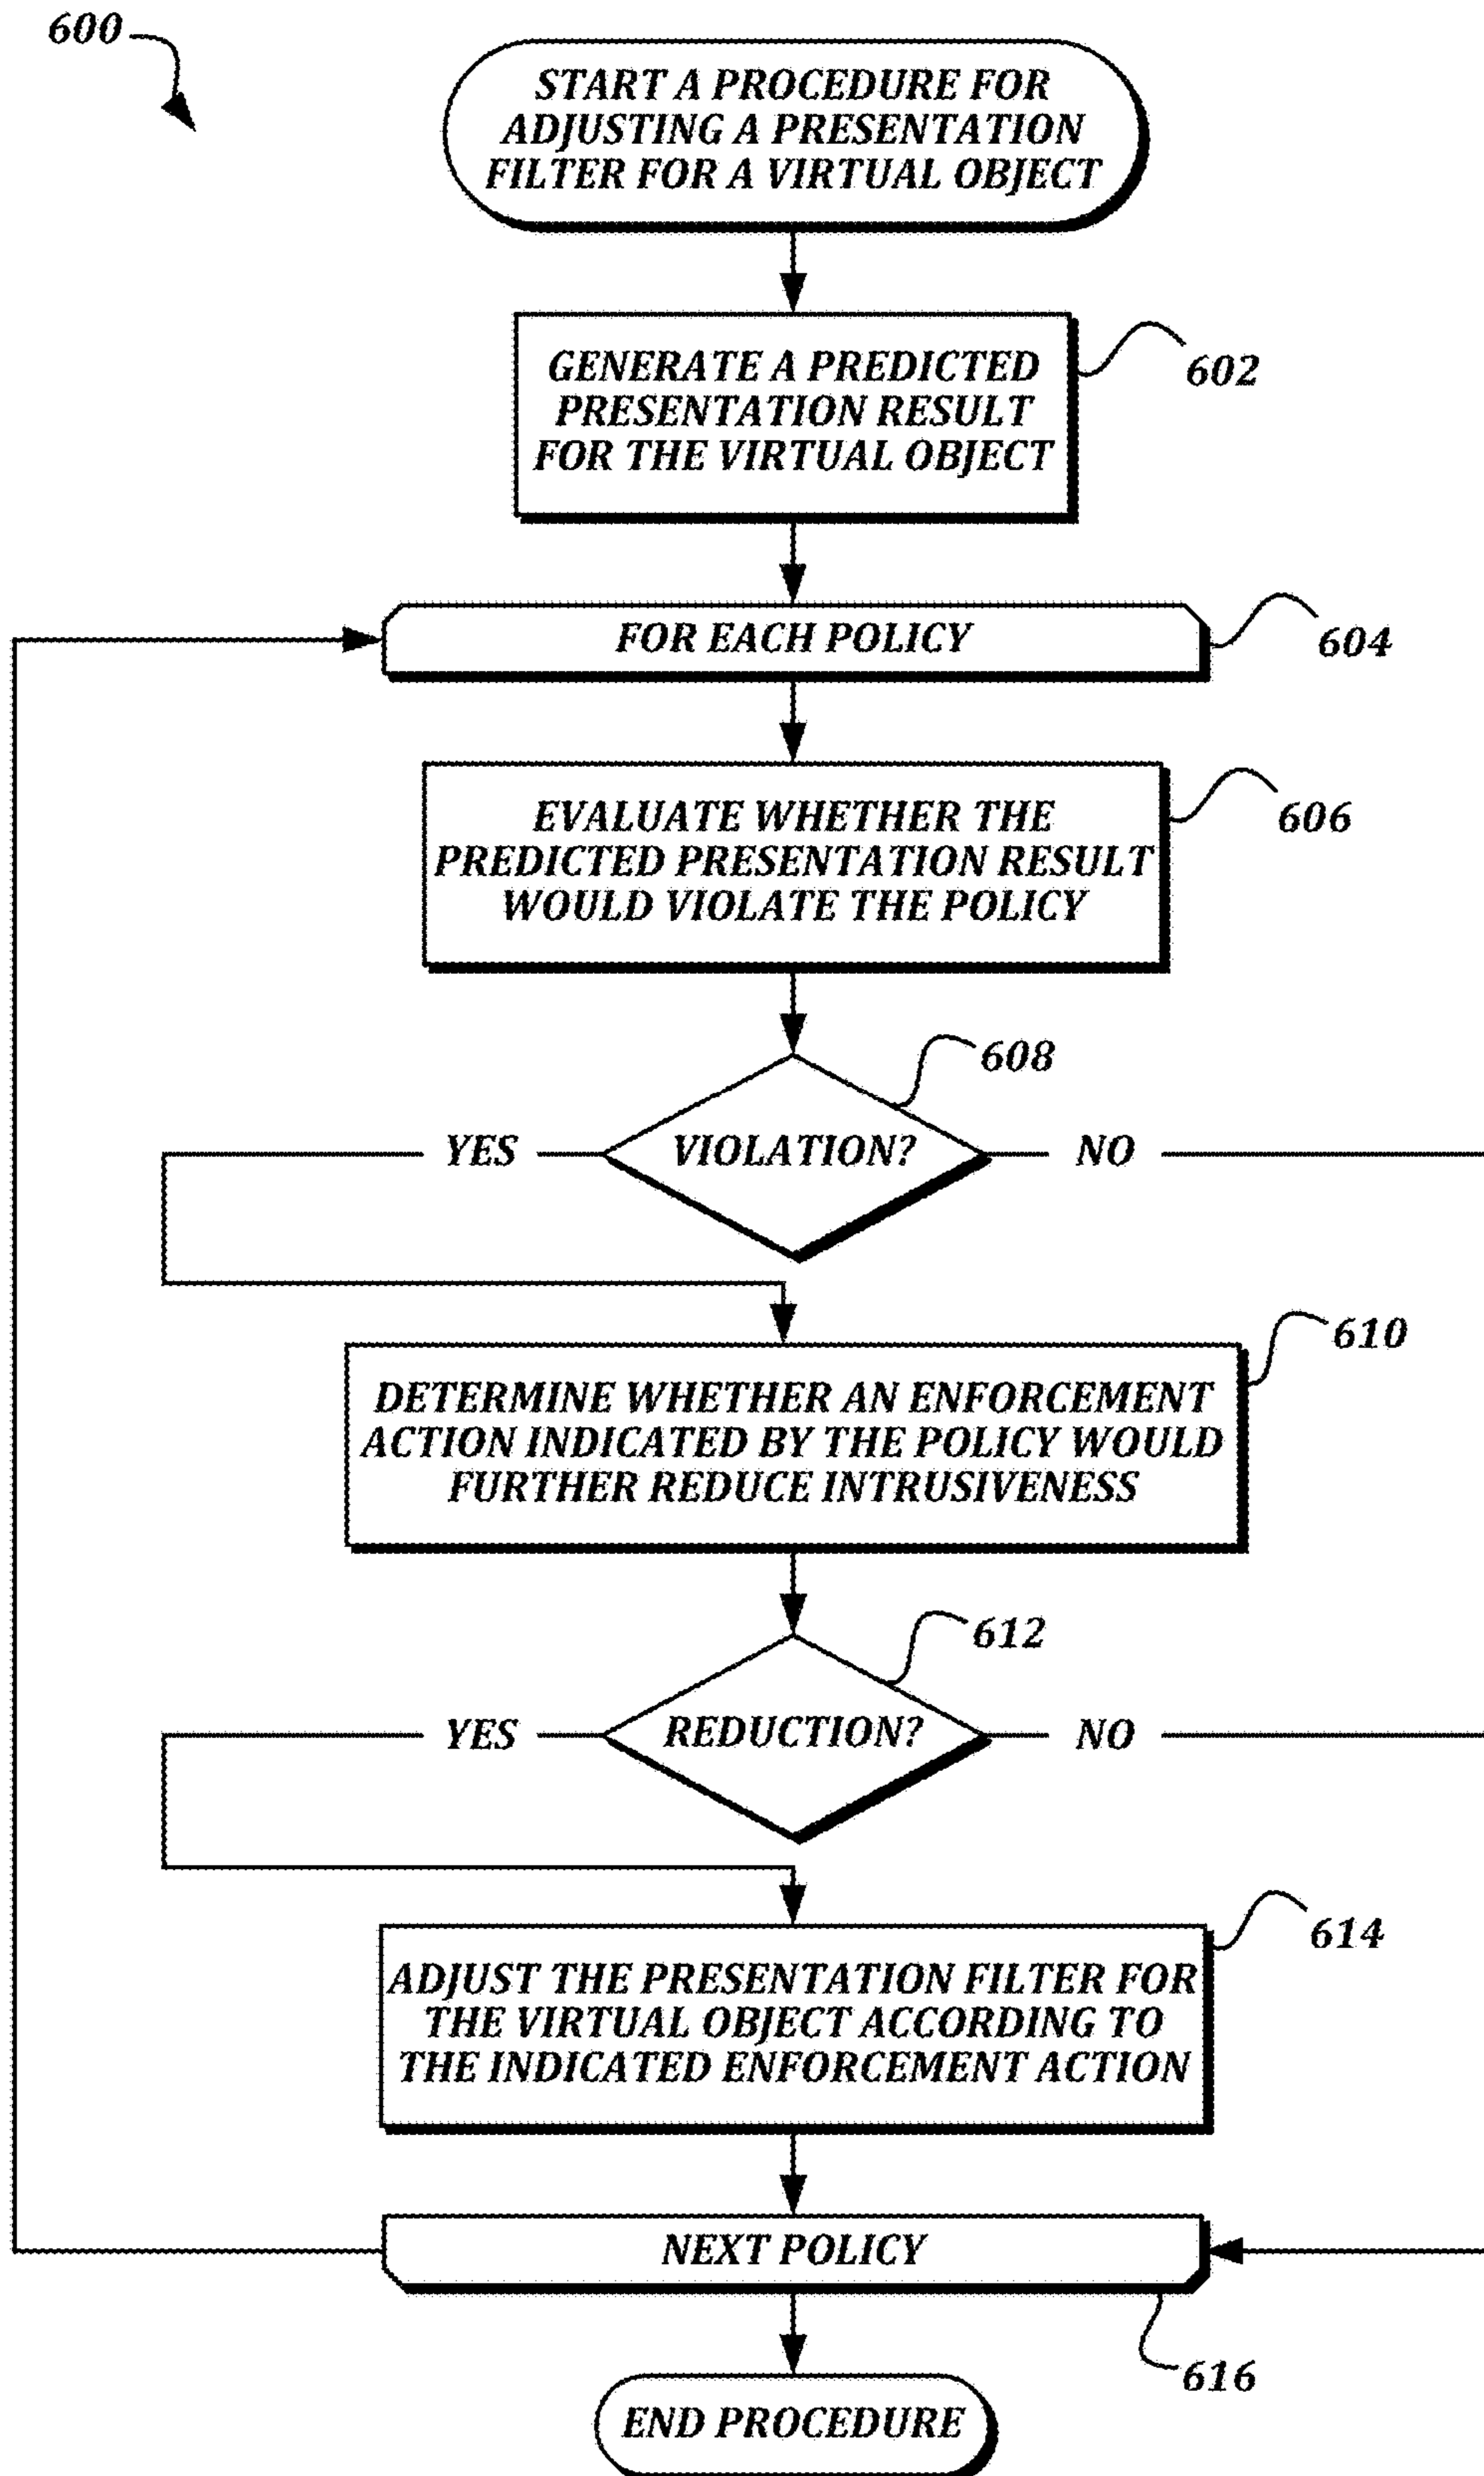 600
START A PROCEDURE FOR
ADJUSTING A PRESENTATION
FILTER FOR A VIRTUAL OBJECT
GENERATE A PREDICTED
PRESENTATION RESULT
FOR THE VIRTUAL OBJECT
602
FOR EACH POLICY
604
EVALUATE WHETHER THE
PREDICTED PRESENTATION RESULT
WOULD VIOLATE THE POLICY
606
608
YES
VIOLATION?
NO
610
DETERMINE WHETHER AN ENFORCEMENT
ACTION INDICATED BY THE POLICY WOULD
FURTHER REDUCE INTRUSIVENESS
612
YES
REDUCTION?
NO
614
ADJUST THE PRESENTATION FILTER FOR
THE VIRTUAL OBJECT ACCORDING TO
THE INDICATED ENFORCEMENT ACTION
NEXT POLICY
616
END PROCEDURE